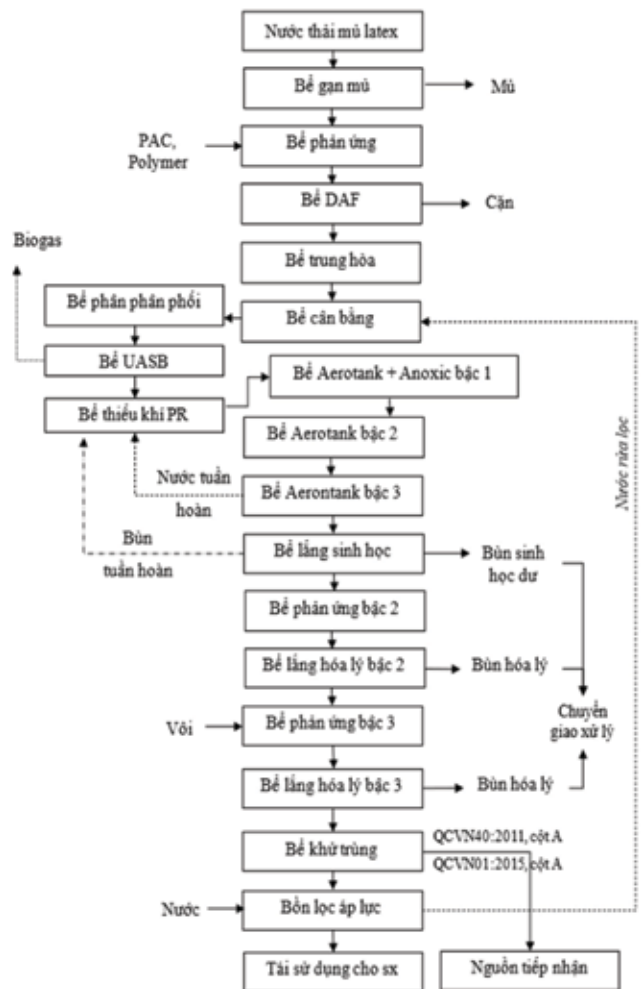 Nước thải mủ latex
Bể gạn mủ
Mủ
PAC,
Polymer
Bể phản ứng
Bể DAF
Cặn
Biogas
Bể trung hòa
Bể phân phân phối
Bể cân bằng
Bể UASB
Bể Aerotank + Anoxic bậc 1
Bể thiếu khí PR
Bể Aerotank bậc 2
Nước tuần
hoàn
Bể Aerontank bậc 3
Nước rửa lọc
Bùn
tuần hoàn
Bể lắng sinh học
Bùn sinh
học dư
Bể phản ứng bậc 2
Bể lắng hóa lý bậc 2
Bùn hóa lý
Vôi
Bể phản ứng bậc 3
Chuyển
giao xử lý
Bể lắng hóa lý bậc 3
Bùn hóa lý
Bể khử trùng
QCVN40:2011, cột A
QCVN01:2015, cột A
Nước
Bồn lọc áp lực
Tái sử dụng cho sx
Nguồn tiếp nhận